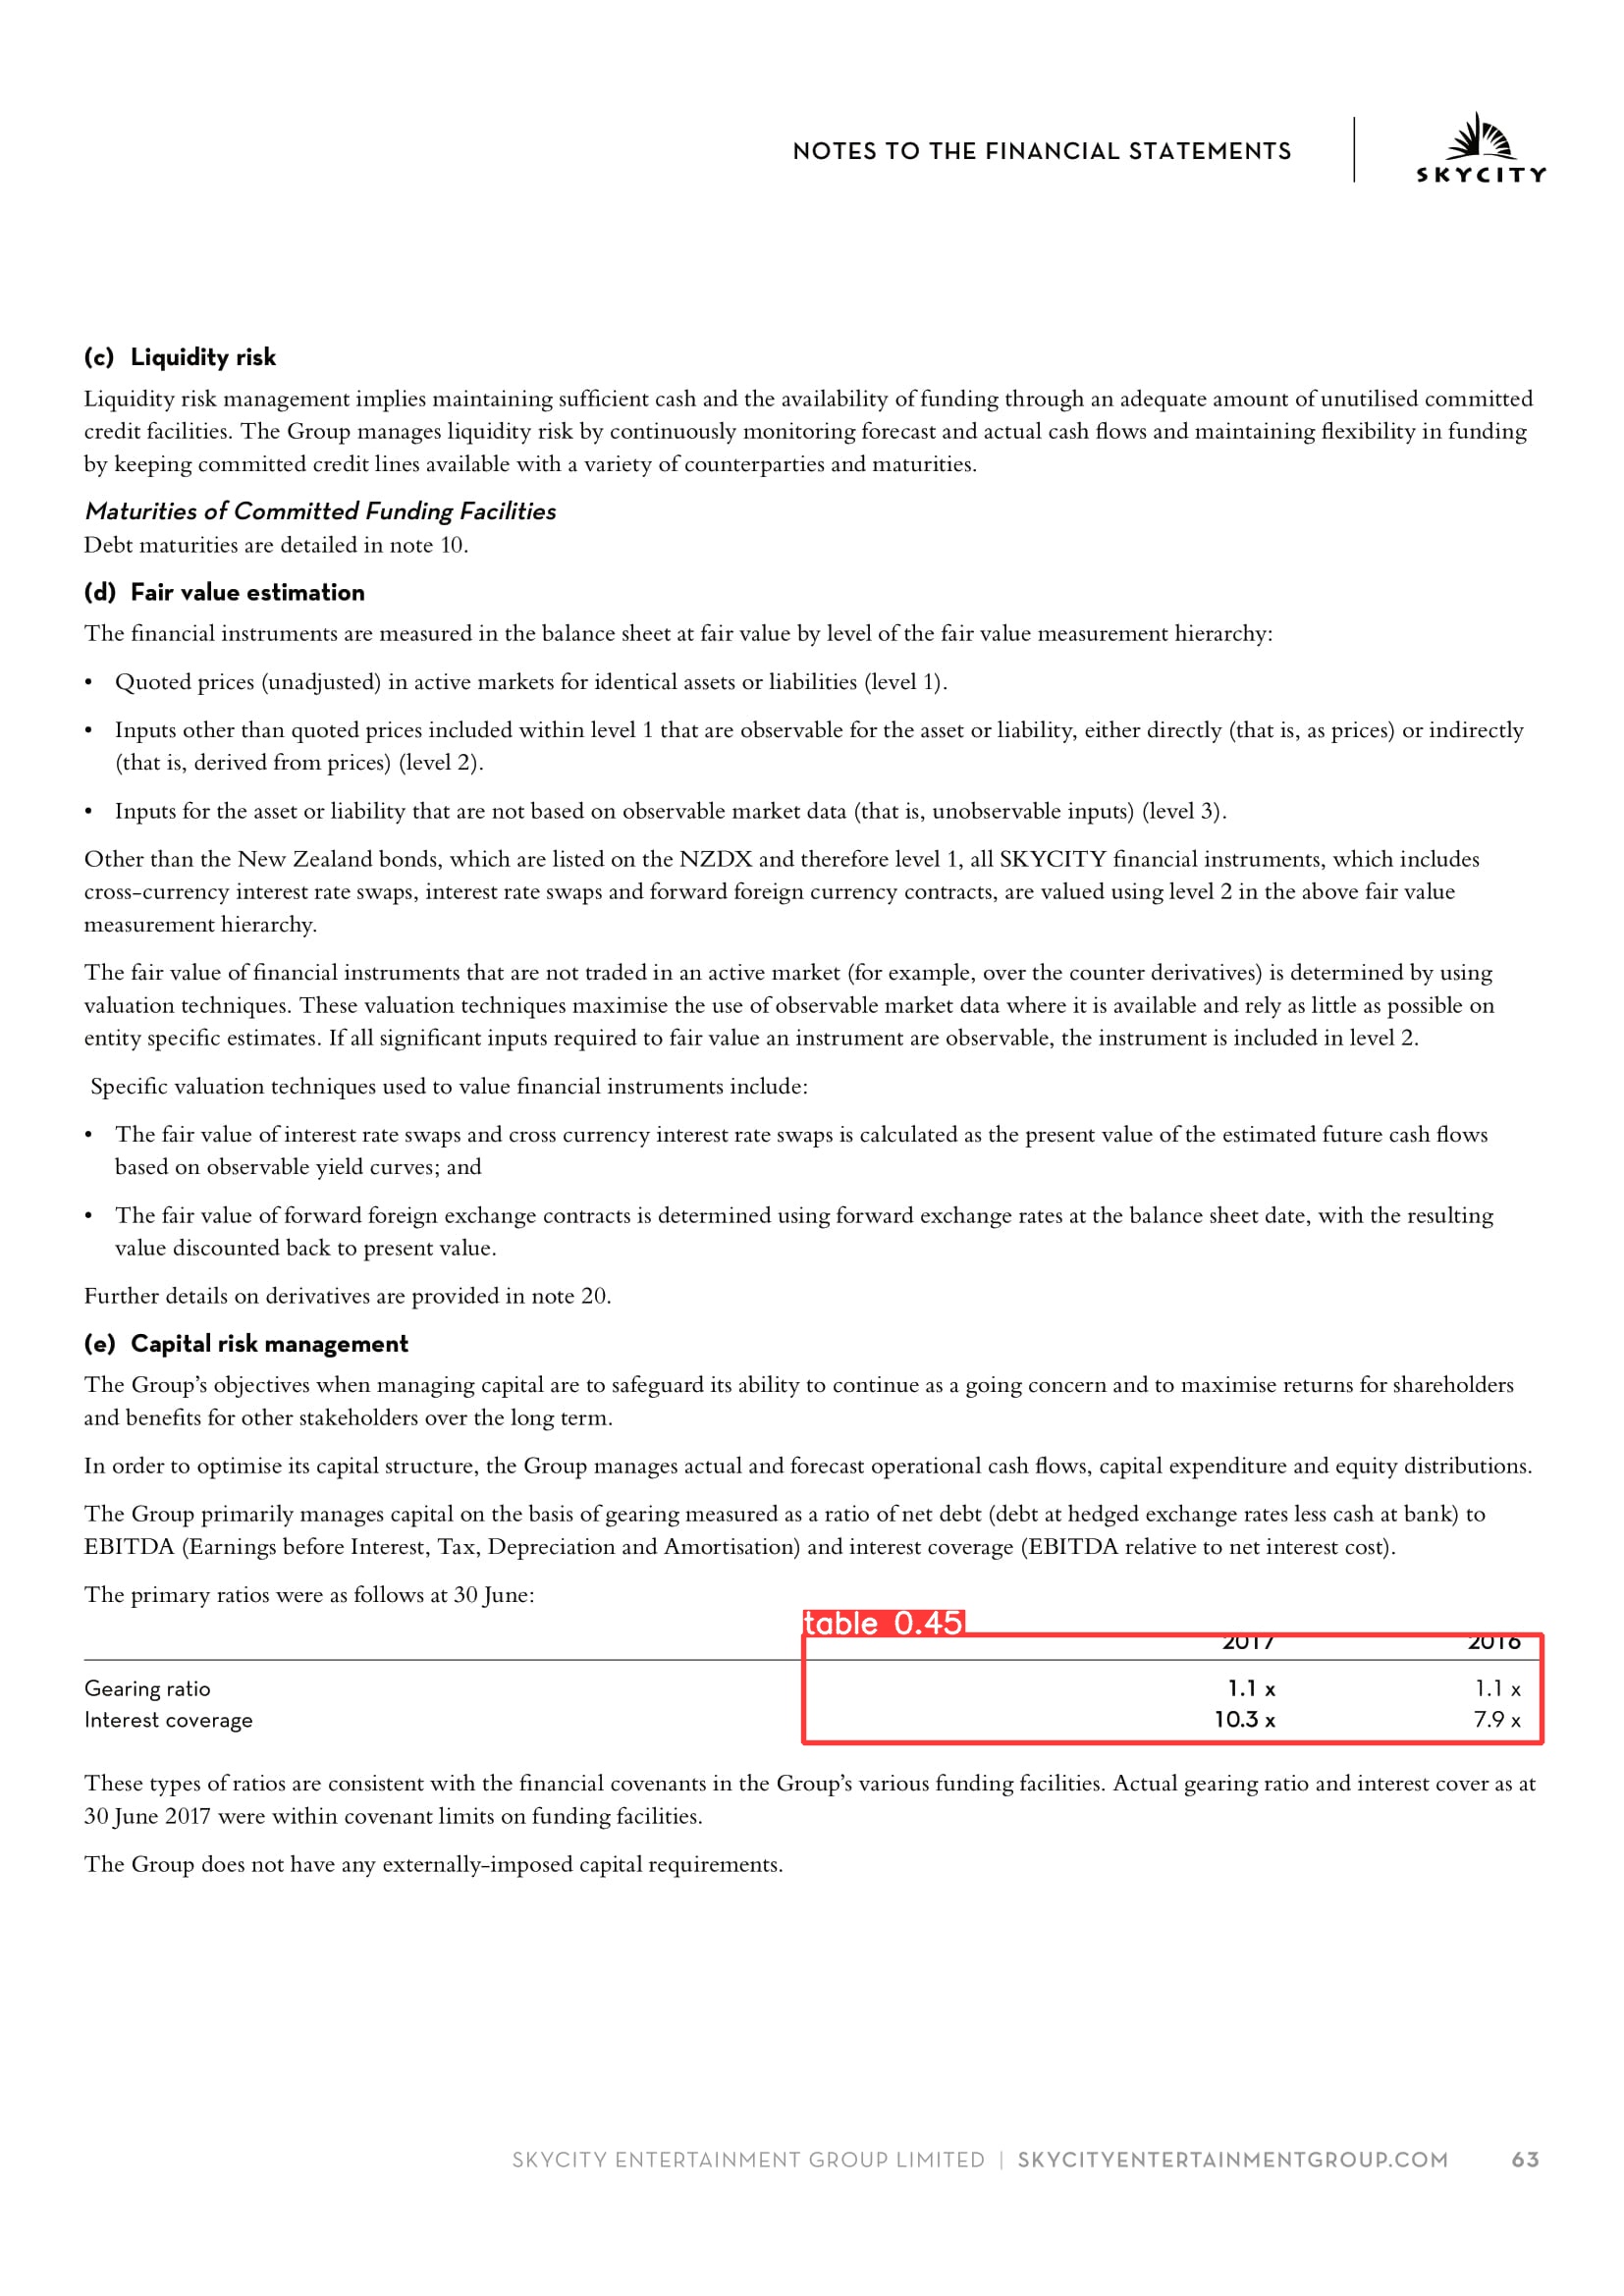 NOTES TO THE FINANCIAL STATEMENTS
SKYCITY
(c) Liquidity risk
Liquidity risk management implies maintaining sufficient cash and the availability of funding through an adequate amount of unutilised committed
credit facilities. The Group manages liquidity risk by continuously monitoring forecast and actual cash flows and maintaining flexibility in funding
by keeping committed credit lines available with a variety of counterparties and maturities.
Maturities of Committed Funding Facilities
Debt maturities are detailed in note 10.
(d) Fair value estimation
The financial instruments are measured in the balance sheet at fair value by level of the fair value measurement hierarchy:
• Quoted prices (unadjusted) in active markets for identical assets or liabilities (level 1).
• Inputs other than quoted prices included within level 1 that are observable for the asset or liability, either directly (that is, as prices) or indirectly
(that is, derived from prices) (level 2).
• Inputs for the asset or liability that are not based on observable market data (that is, unobservable inputs) (level 3).
Other than the New Zealand bonds, which are listed on the NZDX and therefore level 1, all SKYCITY financial instruments, which includes
cross-currency interest rate swaps, interest rate swaps and forward foreign currency contracts, are valued using level 2 in the above fair value
measurement hierarchy.
The fair value of financial instruments that are not traded in an active market (for example, over the counter derivatives) is determined by using
valuation techniques. These valuation techniques maximise the use of observable market data where it is available and rely as little as possible on
entity specific estimates. If all significant inputs required to fair value an instrument are observable, the instrument is included in level 2.
Specific valuation techniques used to value financial instruments include:
• The fair value of interest rate swaps and cross currency interest rate swaps is calculated as the present value of the estimated future cash flows
based on observable yield curves; and
• The fair value of forward foreign exchange contracts is determined using forward exchange rates at the balance sheet date, with the resulting
value discounted back to present value.
Further details on derivatives are provided in note 20.
(e) Capital risk management
The Group's objectives when managing capital are to safeguard its ability to continue as a going concern and to maximise returns for shareholders
and benefits for other stakeholders over the long term.
In order to optimise its capital structure, the Group manages actual and forecast operational cash flows, capital expenditure and equity distributions.
The Group primarily manages capital on the basis of gearing measured as a ratio of net debt (debt at hedged exchange rates less cash at bank) to
EBITDA (Earnings before Interest, Tax, Depreciation and Amortisation) and interest coverage (EBITDA relative to net interest cost).
The primary ratios were as follows at 30 June:
table 0.45
2017 2016
Gearing ratio 1.1 x 1.1 x
Interest coverage 10.3 x 7.9 x
These types of ratios are consistent with the financial covenants in the Group's various funding facilities. Actual gearing ratio and interest cover as at
30 June 2017 were within covenant limits on funding facilities.
The Group does not have any externally-imposed capital requirements.
SKYCITY ENTERTAINMENT GROUP LIMITED | SKYCITYENTERTAINMENTGROUP.COM 63